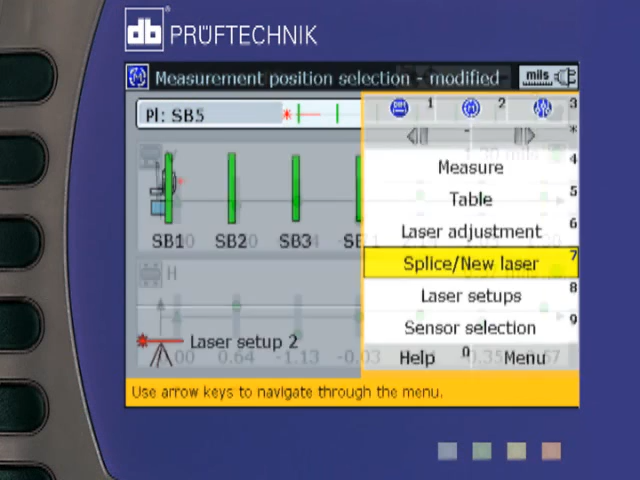 db PRÜFTECHNIK
Measurement position selection - modified mils
Pl: SB5
1 2 3
*
Measure 4
Table 5
Laser adjustment 6
Splice/New laser 7
Laser setups 8
Sensor selection 9
Help 0 Menu
SB1 SB2 SB3
H
Laser setup 2
0.64 -1.13 -0.03
Use arrow keys to navigate through the menu.